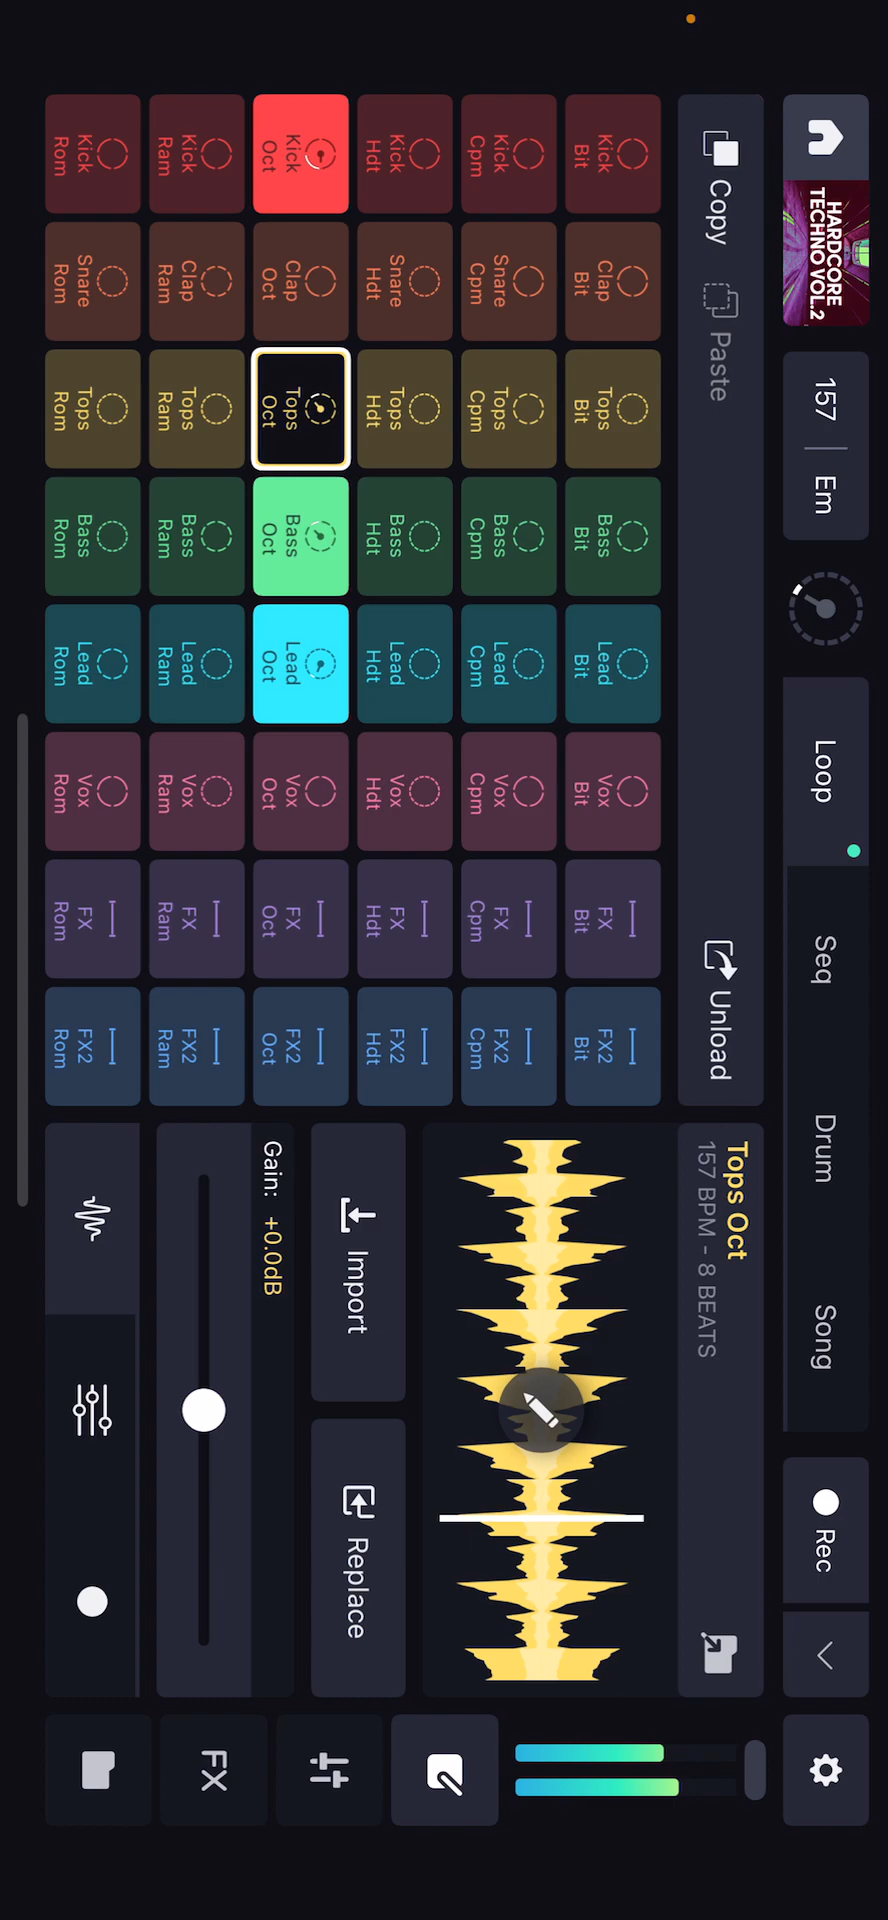 HARDCORE
TECHNO VOL.2
157
Em
Loop
Seq
Drum
Song
Rec
Copy
Paste
Unload
Kick
Bit
Clap
Bit
Tops
Bit
Bass
Bit
Lead
Bit
Vox
Bit
FX
Bit
FX2
Bit
Kick
Cpm
Snare
Cpm
Tops
Cpm
Bass
Cpm
Lead
Cpm
Vox
Cpm
FX
Cpm
FX2
Cpm
Kick
Hdt
Snare
Hdt
Tops
Hdt
Bass
Hdt
Lead
Hdt
Vox
Hdt
FX
Hdt
FX2
Hdt
Kick
Oct
Clap
Oct
Tops
Oct
Bass
Oct
Lead
Oct
Vox
Oct
FX
Oct
FX2
Oct
Kick
Ram
Clap
Ram
Tops
Ram
Bass
Ram
Lead
Ram
Vox
Ram
FX
Ram
FX2
Ram
Kick
Rom
Snare
Rom
Tops
Rom
Bass
Rom
Lead
Rom
Vox
Rom
FX
Rom
FX2
Rom
Tops Oct
157 BPM - 8 BEATS
Import
Replace
Gain: +0.0dB
FX